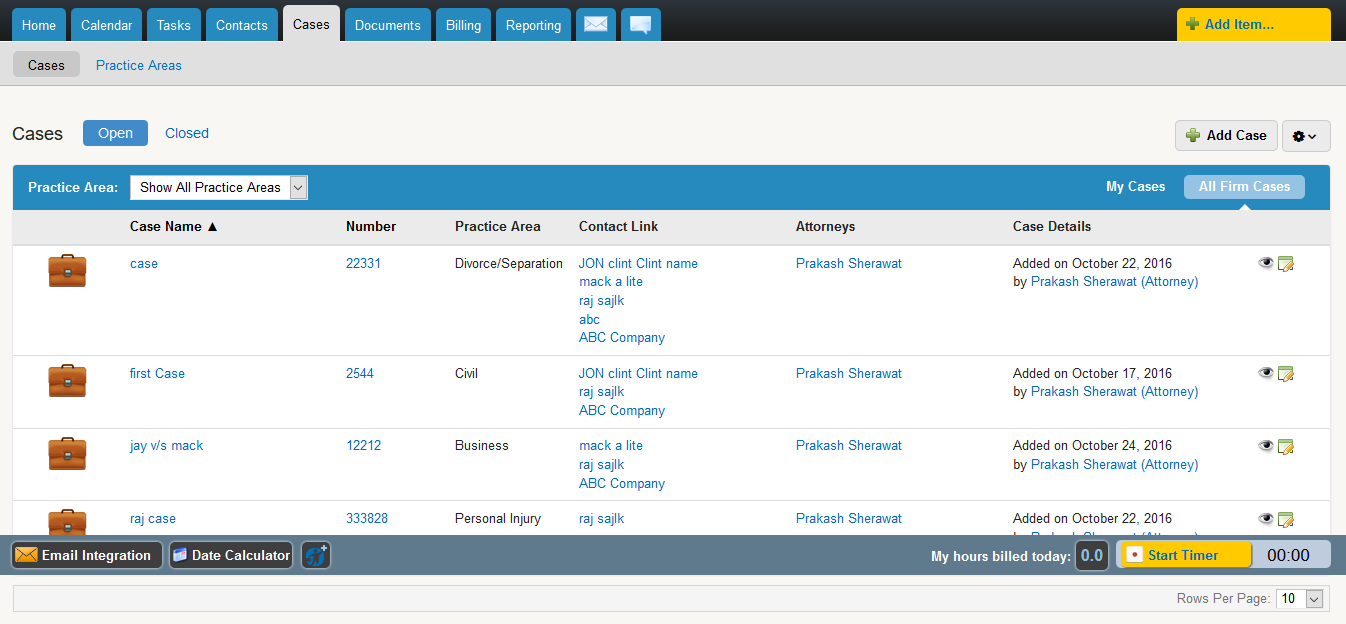 Home Calendar Tasks Contacts Cases Documents Billing Reporting Add Item...
Cases Practice Areas
Cases Open Closed Add Case
Practice Area: Show All Practice Areas My Cases All Firm Cases
Case Name ▲ Number Practice Area Contact Link Attorneys Case Details
case 22331 Divorce/Separation JON clint Clint name Prakash Sherawat Added on October 22, 2016
mack a lite by Prakash Sherawat (Attorney)
raj sajlk
abc
ABC Company
first Case 2544 Civil JON clint Clint name Prakash Sherawat Added on October 17, 2016
raj sajlk by Prakash Sherawat (Attorney)
ABC Company
jay v/s mack 12212 Business mack a lite Prakash Sherawat Added on October 24, 2016
raj sajlk by Prakash Sherawat (Attorney)
ABC Company
raj case 333828 Personal Injury raj sajlk Prakash Sherawat Added on October 22, 2016
Email Integration Date Calculator My hours billed today: 0.0 Start Timer 00:00
Rows Per Page: 10